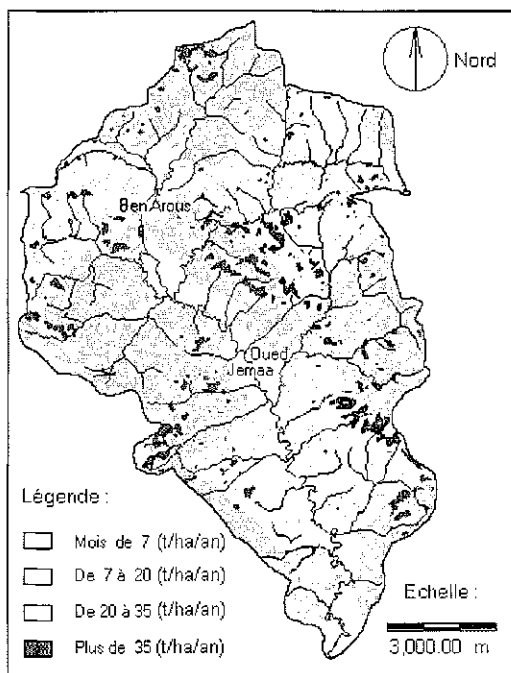 Nord
Ben Arous
Oued
Jemaa
Légende :
Mois de 7 (t/ha/an)
De 7 à 20 (t/ha/an)
De 20 à 35 (t/ha/an)
Plus de 35 (t/ha/an)
Echelle :
3,000.00 m